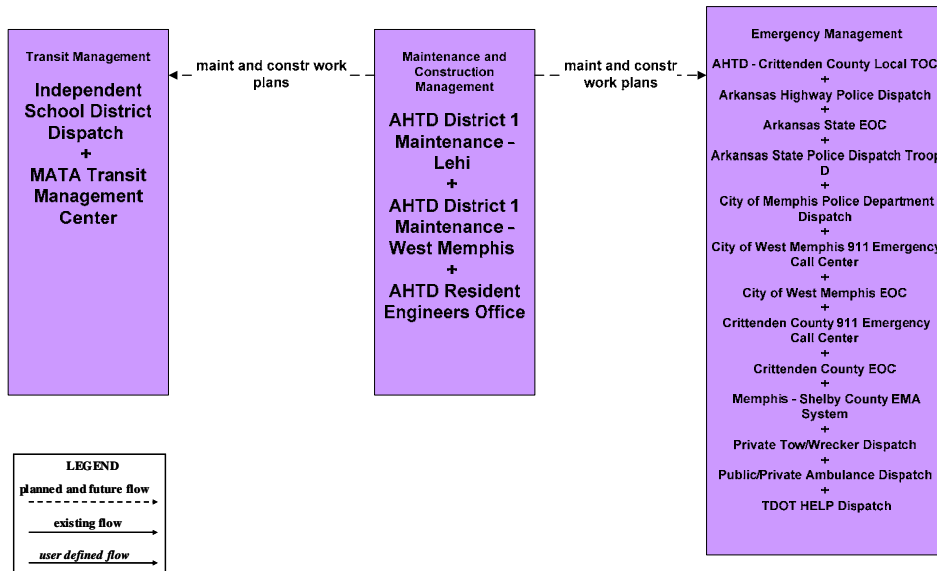 Transit Management
Independent
School District
Dispatch
+
MATA Transit
Management
Center
maint and constr work
plans
Maintenance and
Construction
Management
AHTD District 1
Maintenance -
Lehi
+
AHTD District 1
Maintenance -
West Memphis
+
AHTD Resident
Engineers Office
maint and constr
work plans
Emergency Management
AHTD - Crittenden County Local TOC
+
Arkansas Highway Police Dispatch
+
Arkansas State EOC
+
Arkansas State Police Dispatch Troop
D
+
City of Memphis Police Department
Dispatch
+
City of West Memphis 911 Emergency
Call Center
+
City of West Memphis EOC
+
Crittenden County 911 Emergency
Call Center
+
Crittenden County EOC
+
Memphis - Shelby County EMA
System
+
Private Tow/Wrecker Dispatch
+
Public/Private Ambulance Dispatch
+
TDOT HELP Dispatch
LEGEND
planned and future flow
existing flow
user defined flow